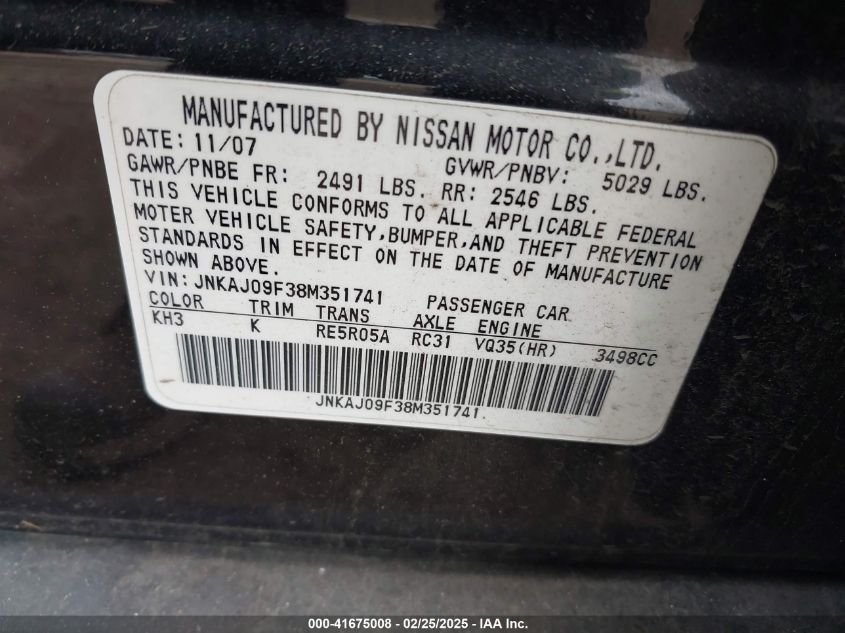 MANUFACTURED BY NISSAN MOTOR CO.,LTD.
DATE: 11/07 GVWR/PNBV: 5029 LBS.
GAWR/PNBE FR: 2491 LBS. RR: 2546 LBS.
THIS VEHICLE CONFORMS TO ALL APPLICABLE FEDERAL
MOTER VEHICLE SAFETY,BUMPER,AND THEFT PREVENTION
STANDARDS IN EFFECT ON THE DATE OF MANUFACTURE
SHOWN ABOVE.
VIN:JNKAJ09F38M351741 PASSENGER CAR
COLOR TRIM TRANS AXLE ENGINE
KH3 K RE5R05A RC31 VQ35(HR) 3498CC
JNKAJ09F38M351741
000-41675008 - 02/25/2025 - IAA Inc.